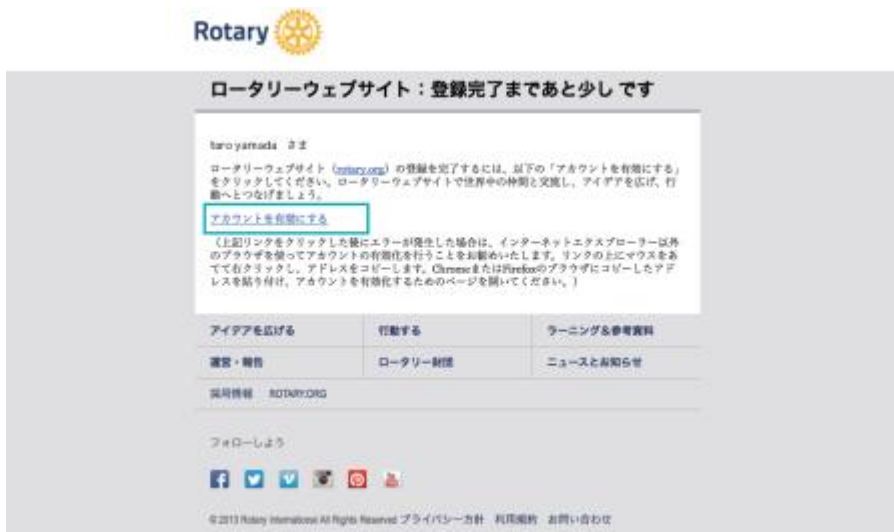 Rotary
ロータリーウェブサイト：登録完了まであと少し です
taro yamada さま
ロータリーウェブサイト（rotary.org）の登録を完了するには、以下の「アカウントを有効にする」
をクリックしてください。ロータリーウェブサイトで世界中の仲間と交流し、アイデアを広げ、行
動へとつなげましょう。
アカウントを有効にする
（上記リンクをクリックした後にエラーが発生した場合は、インターネットエクスプローラー以外
のブラウザを使ってアカウントの有効化を行うことをお勧めいたします。リンクの上にマウスをあ
てて右クリックし、アドレスをコピーします。ChromeまたはFirefoxのブラウザにコピーしたアド
レスを貼り付け、アカウントを有効化するためのページを開いてください。）
アイデアを広げる 行動する ラーニング＆参考資料
運営・報告 ロータリー財団 ニュースとお知らせ
採用情報 ROTARY.ORG
フォローしよう
© 2013 Rotary International All Rights Reserved プライバシー方針 利用規約 お問い合わせ